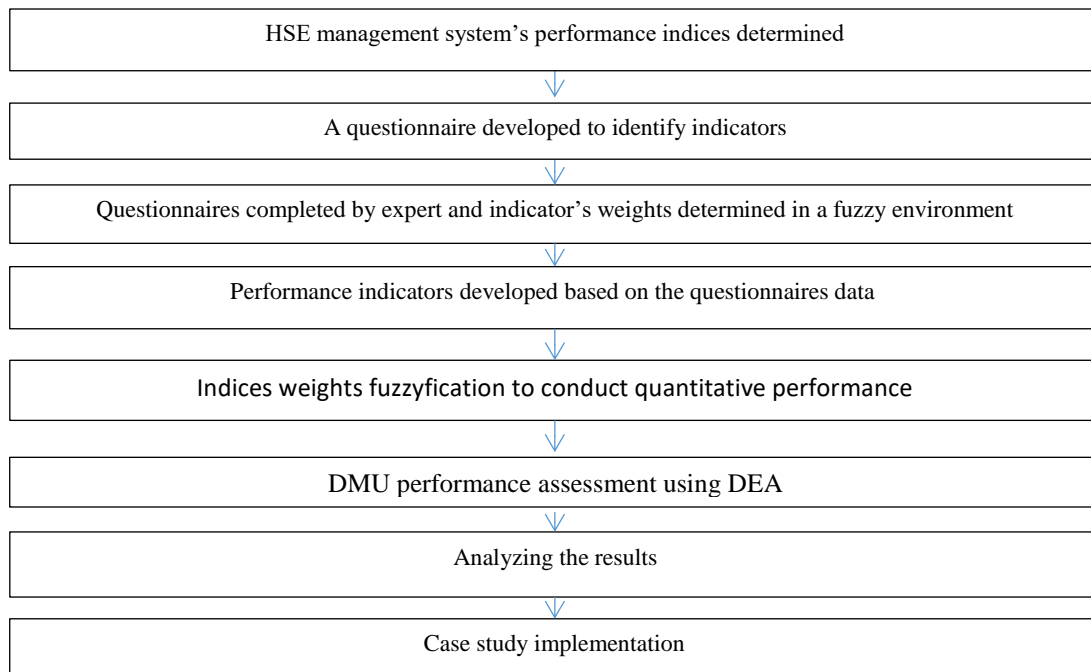 HSE management system’s performance indices determined
A questionnaire developed to identify indicators
Questionnaires completed by expert and indicator’s weights determined in a fuzzy environment
Performance indicators developed based on the questionnaires data
Indices weights fuzzyfication to conduct quantitative performance
DMU performance assessment using DEA
Analyzing the results
Case study implementation